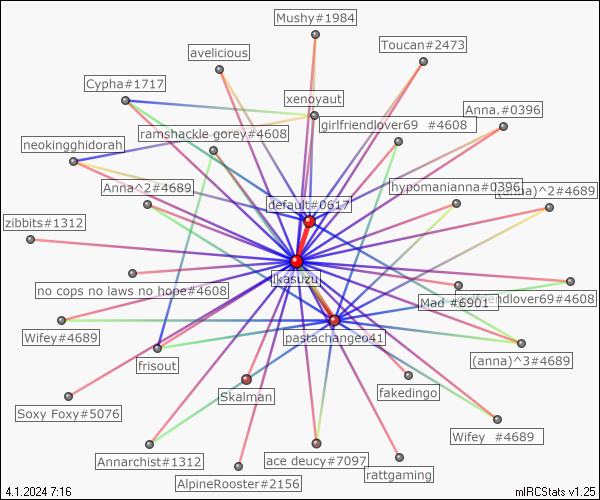 Mushy#1984
Toucan#2473
avelicious
Cypha#1717
xenoyaut
Anna.#0396
girlfriendlover69 #4608
ramshackle gorey#4608
neokingghidorah
Anna^2#4689
hypomanianna#0396
(anna)^2#4689
default#0617
zibbits#1312
jkasuzu
no cops no laws no hope#4608
Mad #6901
friendlover69#4608
Wifey#4689
pastachangeo41
frisout
(anna)^3#4689
Skalman
fakedingo
Soxy Foxy#5076
Wifey #4689
Annarchist#1312
ace deucy#7097
rattgaming
AlpineRooster#2156
4.1.2024 7:16
mIRCStats v1.25